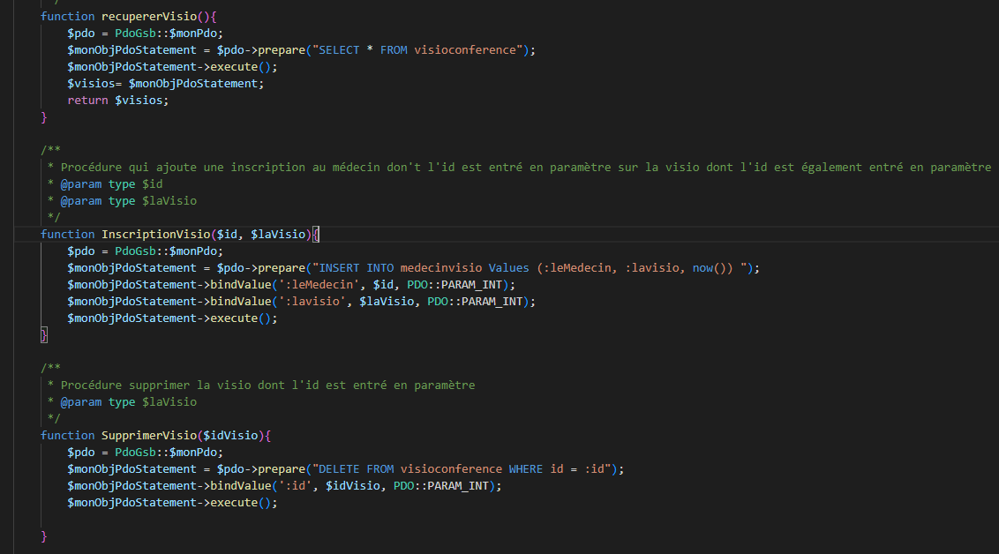 function recupererVisio(){
$pdo = PdoGsb::$monPdo;
$monObjPdoStatement = $pdo->prepare("SELECT * FROM visioconference");
$monObjPdoStatement->execute();
$visios= $monObjPdoStatement;
return $visios;
}
/**
* Procédure qui ajoute une inscription au médecin don't l'id est entré en paramètre sur la visio dont l'id est également entré en paramètre
* @param type $id
* @param type $laVisio
*/
function InscriptionVisio($id, $laVisio){
$pdo = PdoGsb::$monPdo;
$monObjPdoStatement = $pdo->prepare("INSERT INTO medecinvisio Values (:leMedecin, :lavisio, now()) ");
$monObjPdoStatement->bindValue(':leMedecin', $id, PDO::PARAM_INT);
$monObjPdoStatement->bindValue(':lavisio', $laVisio, PDO::PARAM_INT);
$monObjPdoStatement->execute();
}
/**
* Procédure supprimer la visio dont l'id est entré en paramètre
* @param type $laVisio
*/
function SupprimerVisio($idVisio){
$pdo = PdoGsb::$monPdo;
$monObjPdoStatement = $pdo->prepare("DELETE FROM visioconference WHERE id = :id");
$monObjPdoStatement->bindValue(':id', $idVisio, PDO::PARAM_INT);
$monObjPdoStatement->execute();
}